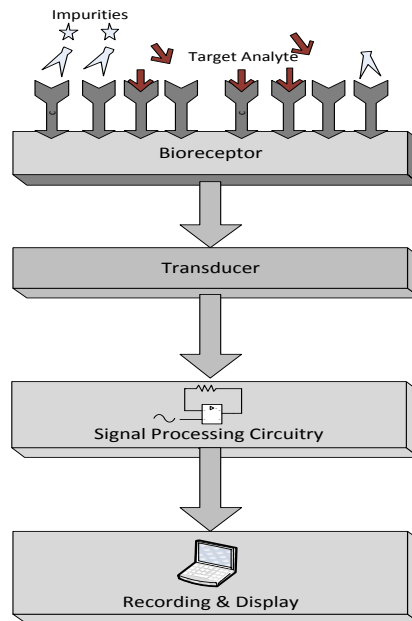 Impurities
Target Analyte
C
C
Bioreceptor
Transducer
Signal Processing Circuitry
Recording & Display